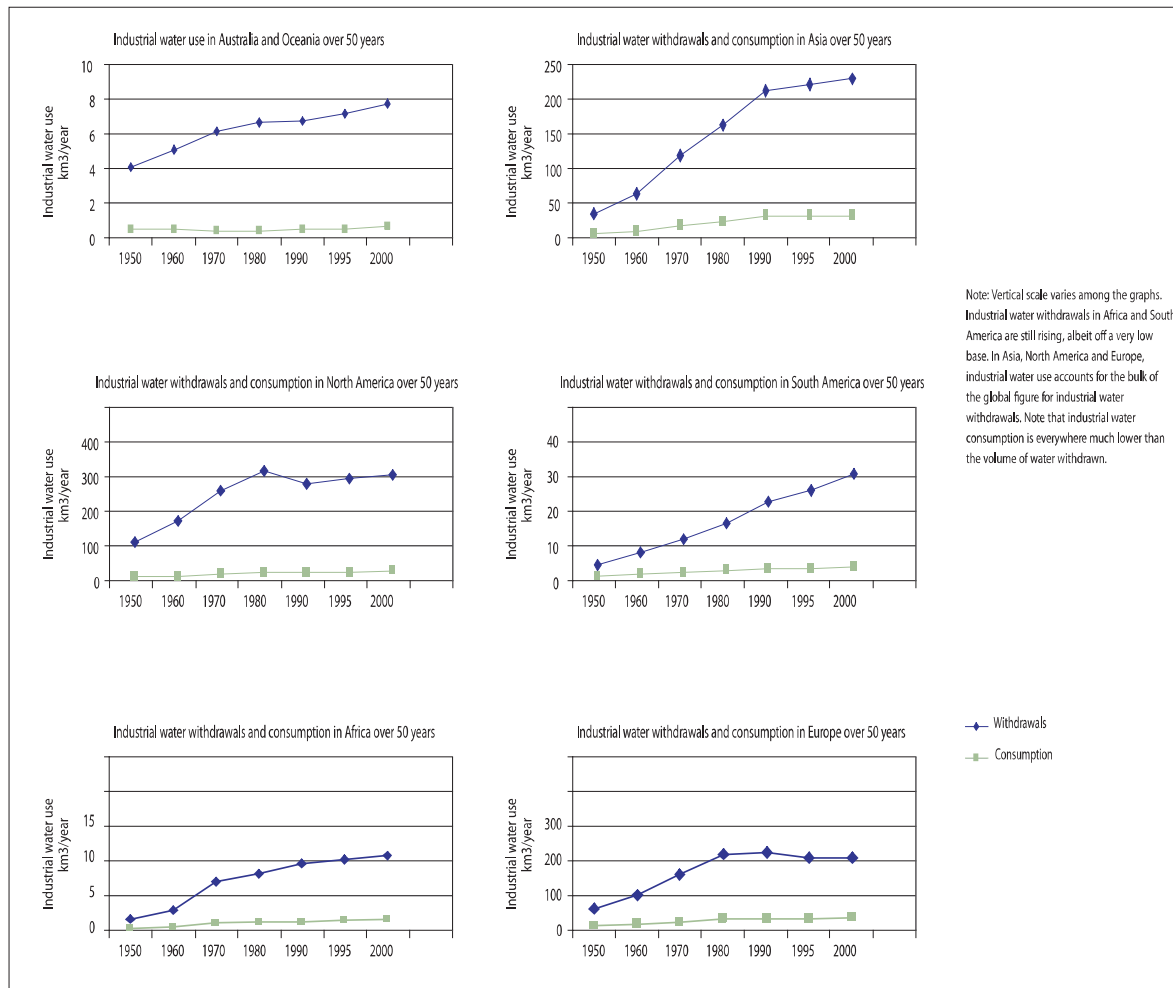 Industrial water use in Australia and Oceania over 50 years
Industrial water use
km3/year
10
8
6
4
2
0
1950 1960 1970 1980 1990 1995 2000
Industrial water withdrawals and consumption in Asia over 50 years
Industrial water use
km3/year
250
200
150
100
50
0
1950 1960 1970 1980 1990 1995 2000
Note: Vertical scale varies among the graphs.
Industrial water withdrawals in Africa and South
America are still rising, albeit off a very low
base. In Asia, North America and Europe,
industrial water use accounts for the bulk of
the global figure for industrial water
withdrawals. Note that industrial water
consumption is everywhere much lower than
the volume of water withdrawn.
Industrial water withdrawals and consumption in North America over 50 years
Industrial water use
km3/year
400
300
200
100
0
1950 1960 1970 1980 1990 1995 2000
Industrial water withdrawals and consumption in South America over 50 years
Industrial water use
km3/year
40
30
20
10
0
1950 1960 1970 1980 1990 1995 2000
Industrial water withdrawals and consumption in Africa over 50 years
Industrial water use
km3/year
15
10
5
0
1950 1960 1970 1980 1990 1995 2000
Industrial water withdrawals and consumption in Europe over 50 years
Industrial water use
km3/year
300
200
100
0
1950 1960 1970 1980 1990 1995 2000
Withdrawals
Consumption